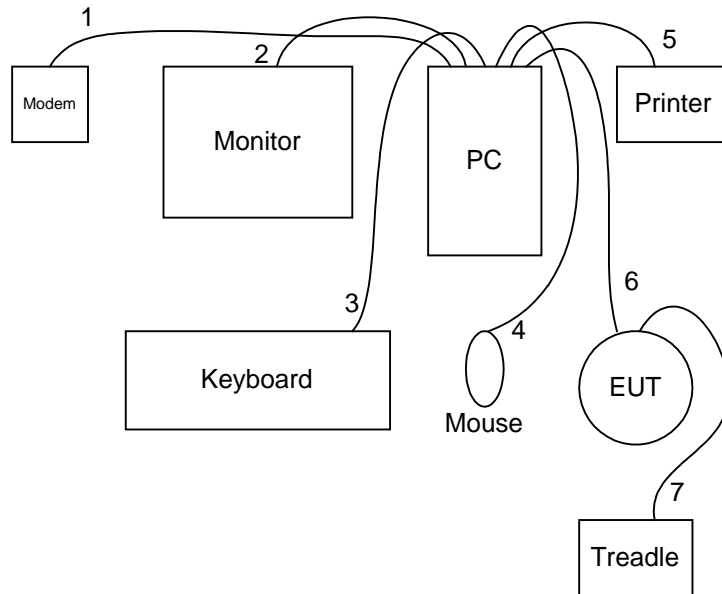 1
2
5
Modem
Monitor
PC
Printer
3
4
6
Keyboard
EUT
Mouse
7
Treadle